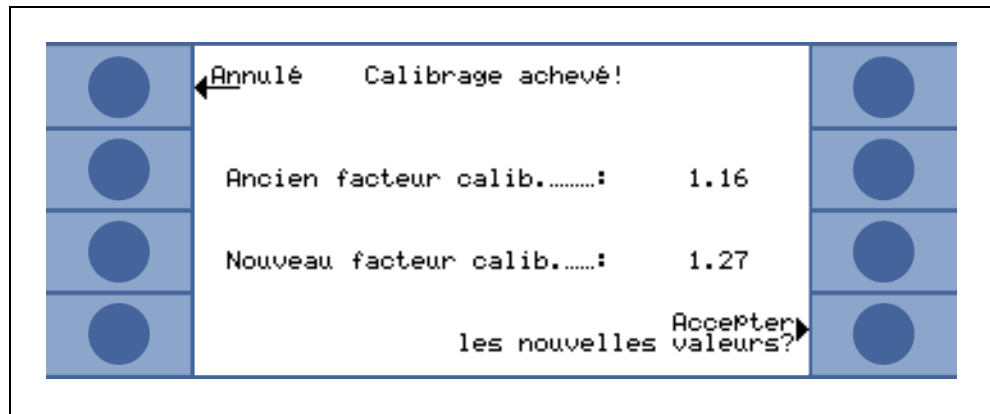 Annulé Calibrage achevé!
Ancien facteur calib.........: 1.16
Nouveau facteur calib.......: 1.27
Accepter
les nouvelles valeurs?